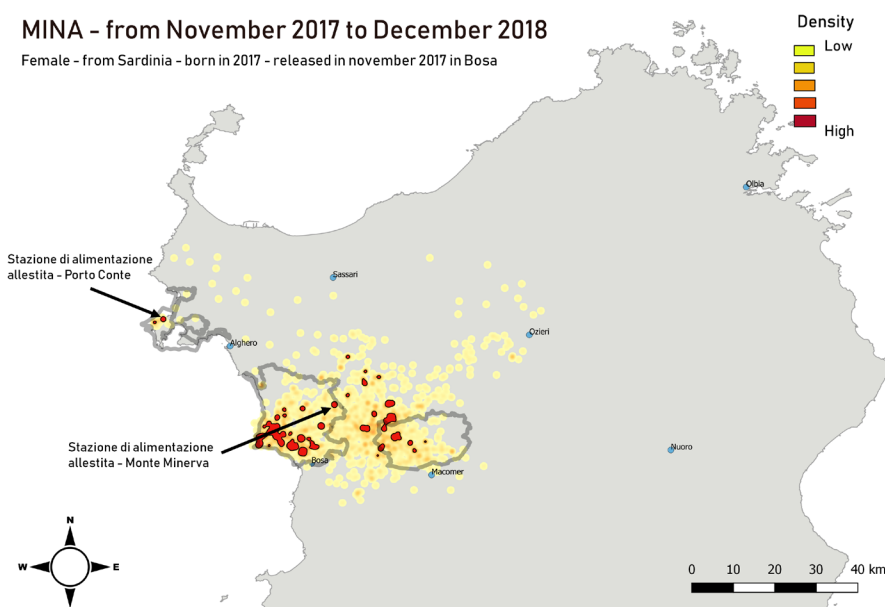 MINA - from November 2017 to December 2018
Female - from Sardinia - born in 2017 - released in november 2017 in Bosa
Density
Low
High
Olbia
Stazione di alimentazione
allestita - Porto Conte
Sassari
Ozieri
Alghero
Stazione di alimentazione
allestita - Monte Minerva
Bosa
Macomer
Nuoro
N
W
E
S
0 10 20 30 40 km